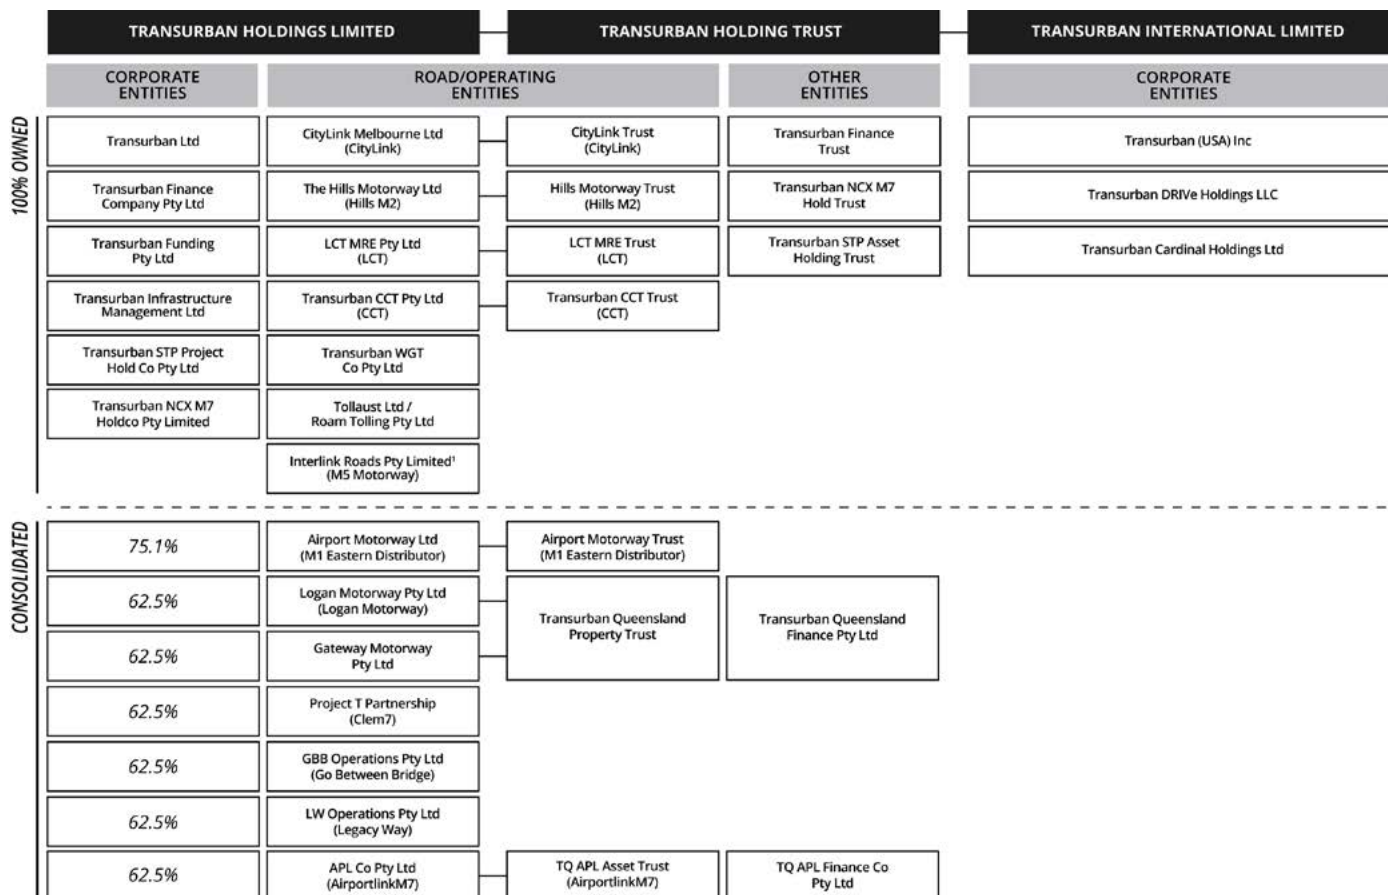 TRANSURBAN HOLDINGS LIMITED
TRANSURBAN HOLDING TRUST
TRANSURBAN INTERNATIONAL LIMITED
CORPORATE
ENTITIES
ROAD/OPERATING
ENTITIES
OTHER
ENTITIES
CORPORATE
ENTITIES
100% OWNED
Transurban Ltd
CityLink Melbourne Ltd
(CityLink)
CityLink Trust
(CityLink)
Transurban Finance
Trust
Transurban (USA) Inc
Transurban Finance
Company Pty Ltd
The Hills Motorway Ltd
(Hills M2)
Hills Motorway Trust
(Hills M2)
Transurban NCX M7
Hold Trust
Transurban DRIVe Holdings LLC
Transurban Funding
Pty Ltd
LCT MRE Pty Ltd
(LCT)
LCT MRE Trust
(LCT)
Transurban STP Asset
Holding Trust
Transurban Cardinal Holdings Ltd
Transurban Infrastructure
Management Ltd
Transurban CCT Pty Ltd
(CCT)
Transurban CCT Trust
(CCT)
Transurban STP Project
Hold Co Pty Ltd
Transurban WGT
Co Pty Ltd
Transurban NCX M7
Holdco Pty Limited
Tollaust Ltd /
Roam Tolling Pty Ltd
Interlink Roads Pty Limited¹
(M5 Motorway)
CONSOLIDATED
75.1%
Airport Motorway Ltd
(M1 Eastern Distributor)
Airport Motorway Trust
(M1 Eastern Distributor)
62.5%
Logan Motorway Pty Ltd
(Logan Motorway)
Transurban Queensland
Property Trust
Transurban Queensland
Finance Pty Ltd
62.5%
Gateway Motorway
Pty Ltd
62.5%
Project T Partnership
(Clem7)
62.5%
GBB Operations Pty Ltd
(Go Between Bridge)
62.5%
LW Operations Pty Ltd
(Legacy Way)
62.5%
APL Co Pty Ltd
(AirportlinkM7)
TQ APL Asset Trust
(AirportlinkM7)
TQ APL Finance Co
Pty Ltd